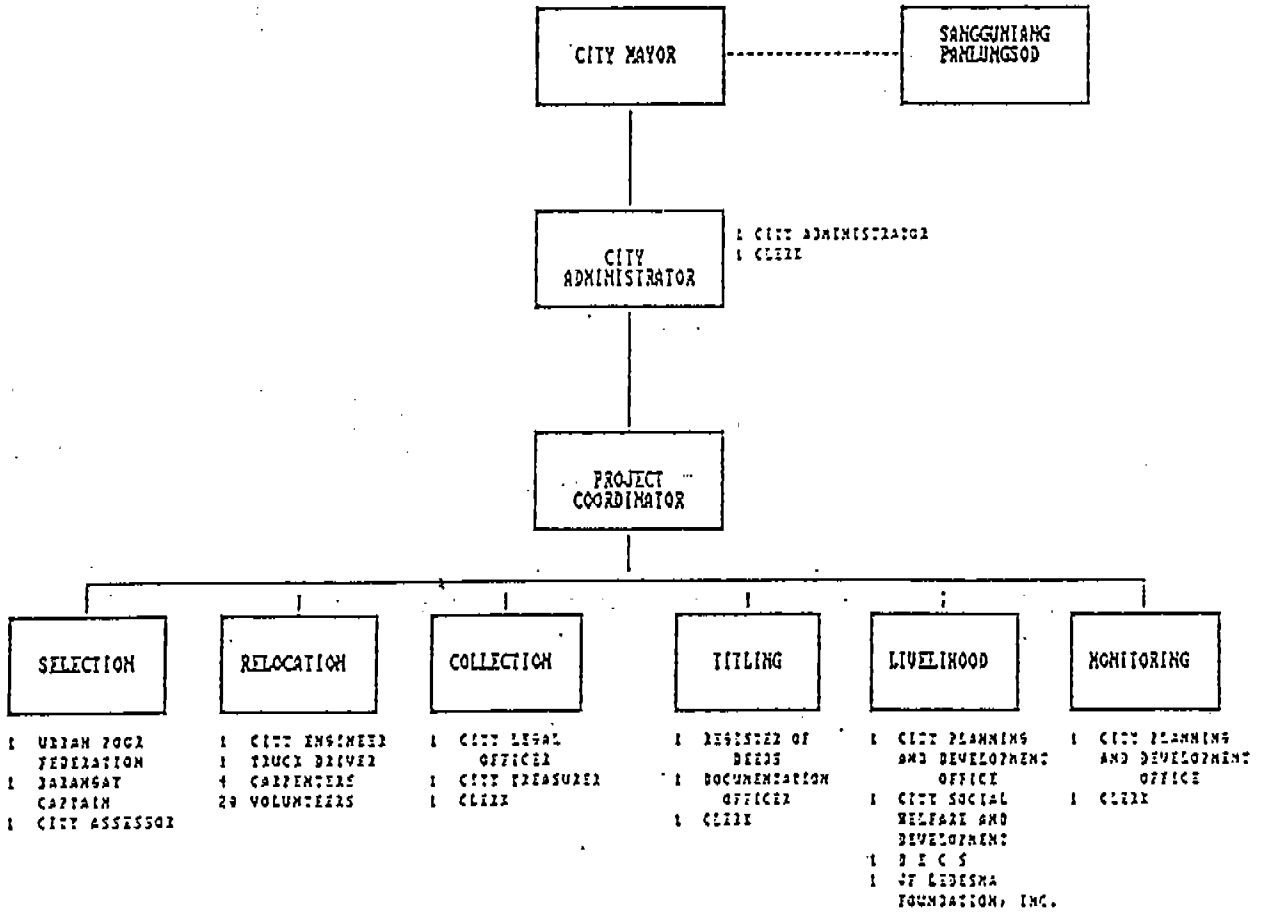 CITY MAYOR
SANGGUNIANG
PANLUNGSOD
CITY
ADMINISTRATOR
1 CITY ADMINISTRATOR
1 CLERK
PROJECT
COORDINATOR
SELECTION
RELOCATION
COLLECTION
TITLING
LIVELIHOOD
MONITORING
1 URBAN POOR
FEDERATION
1 BARANGAY
CAPTAIN
1 CITY ASSESSOR
1 CITY ENGINEER
1 TRUCK DRIVER
4 CARPENTERS
20 VOLUNTEERS
1 CITY LEGAL
OFFICER
1 CITY TREASURER
1 CLERK
1 REGISTER OF
DEEDS
1 DOCUMENTATION
OFFICER
1 CLERK
1 CITY PLANNING
AND DEVELOPMENT
OFFICE
1 CITY SOCIAL
WELFARE AND
DEVELOPMENT
1 D E C S
1 LEDESMA
FOUNDATION, INC.
1 CITY PLANNING
AND DEVELOPMENT
OFFICE
1 CLERK